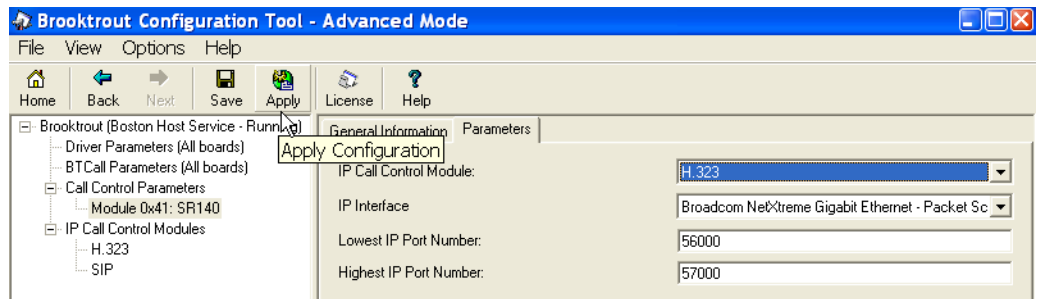 Brooktrout Configuration Tool - Advanced Mode
File View Options Help
Home Back Next Save Apply License Help
Brooktrout (Boston Host Service - Running)
Driver Parameters (All boards)
BTCall Parameters (All boards)
Call Control Parameters
Module 0x41: SR140
IP Call Control Modules
H.323
SIP
Apply Configuration
General Information Parameters
IP Call Control Module: H.323
IP Interface Broadcom NetXtreme Gigabit Ethernet - Packet Sc
Lowest IP Port Number: 56000
Highest IP Port Number: 57000